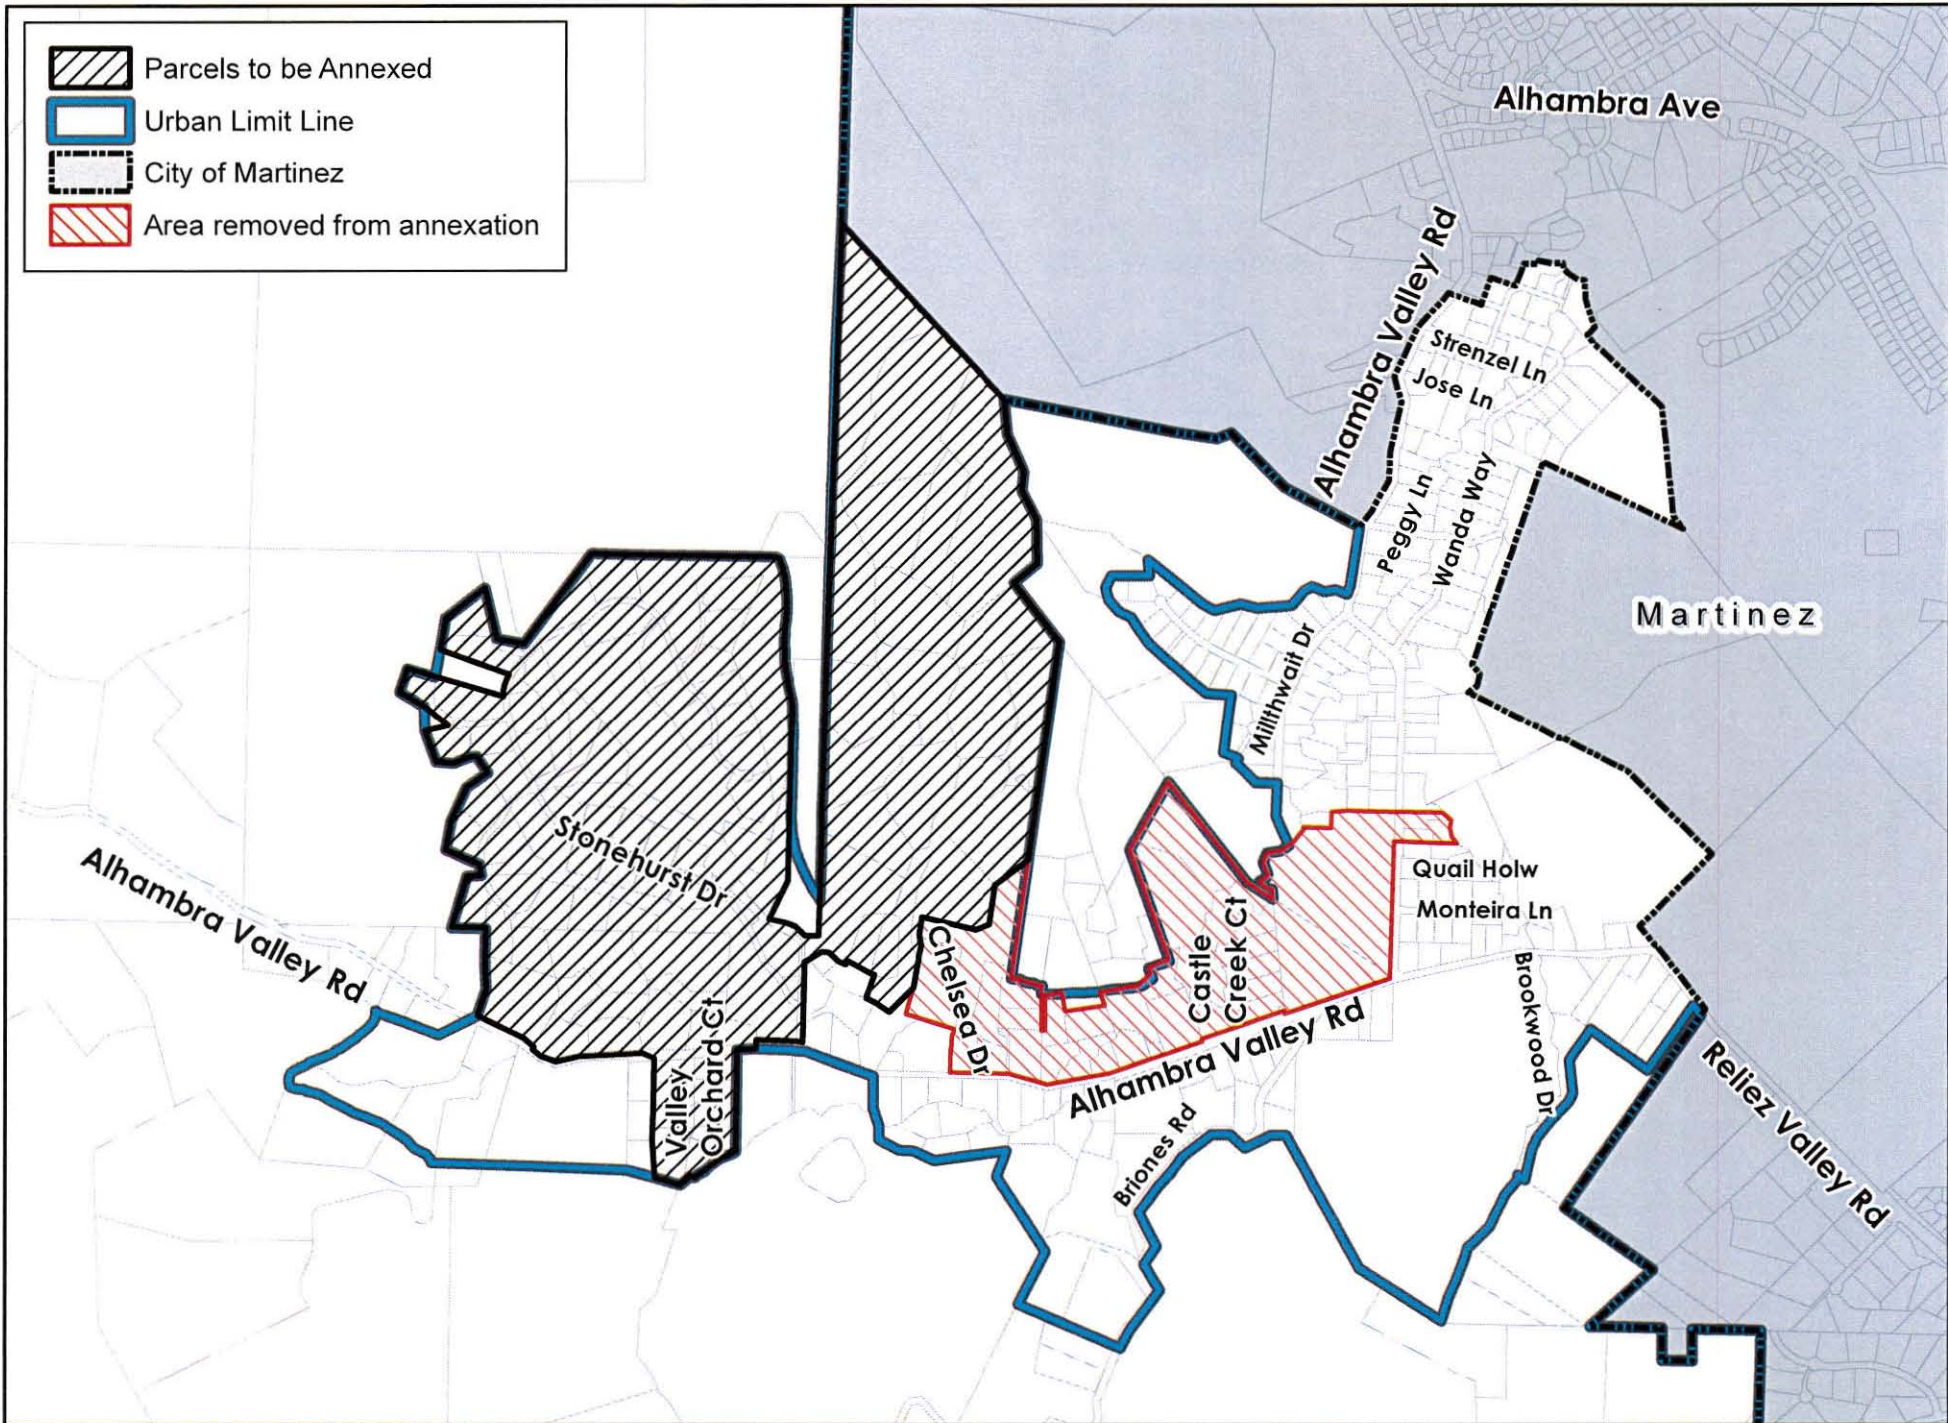 Parcels to be Annexed
Urban Limit Line
City of Martinez
Area removed from annexation
Alhambra Ave
Alhambra Valley Rd
Strenzel Ln
Jose Ln
Peggy Ln
Wanda Way
Martinez
Millthwait Dr
Stonehurst Dr
Alhambra Valley Rd
Quail Holw
Monteira Ln
Chelsea Dr
Castle
Creek Ct
Brookwood Dr
Valley
Orchard Ct
Alhambra Valley Rd
Briones Rd
Reliez Valley Rd